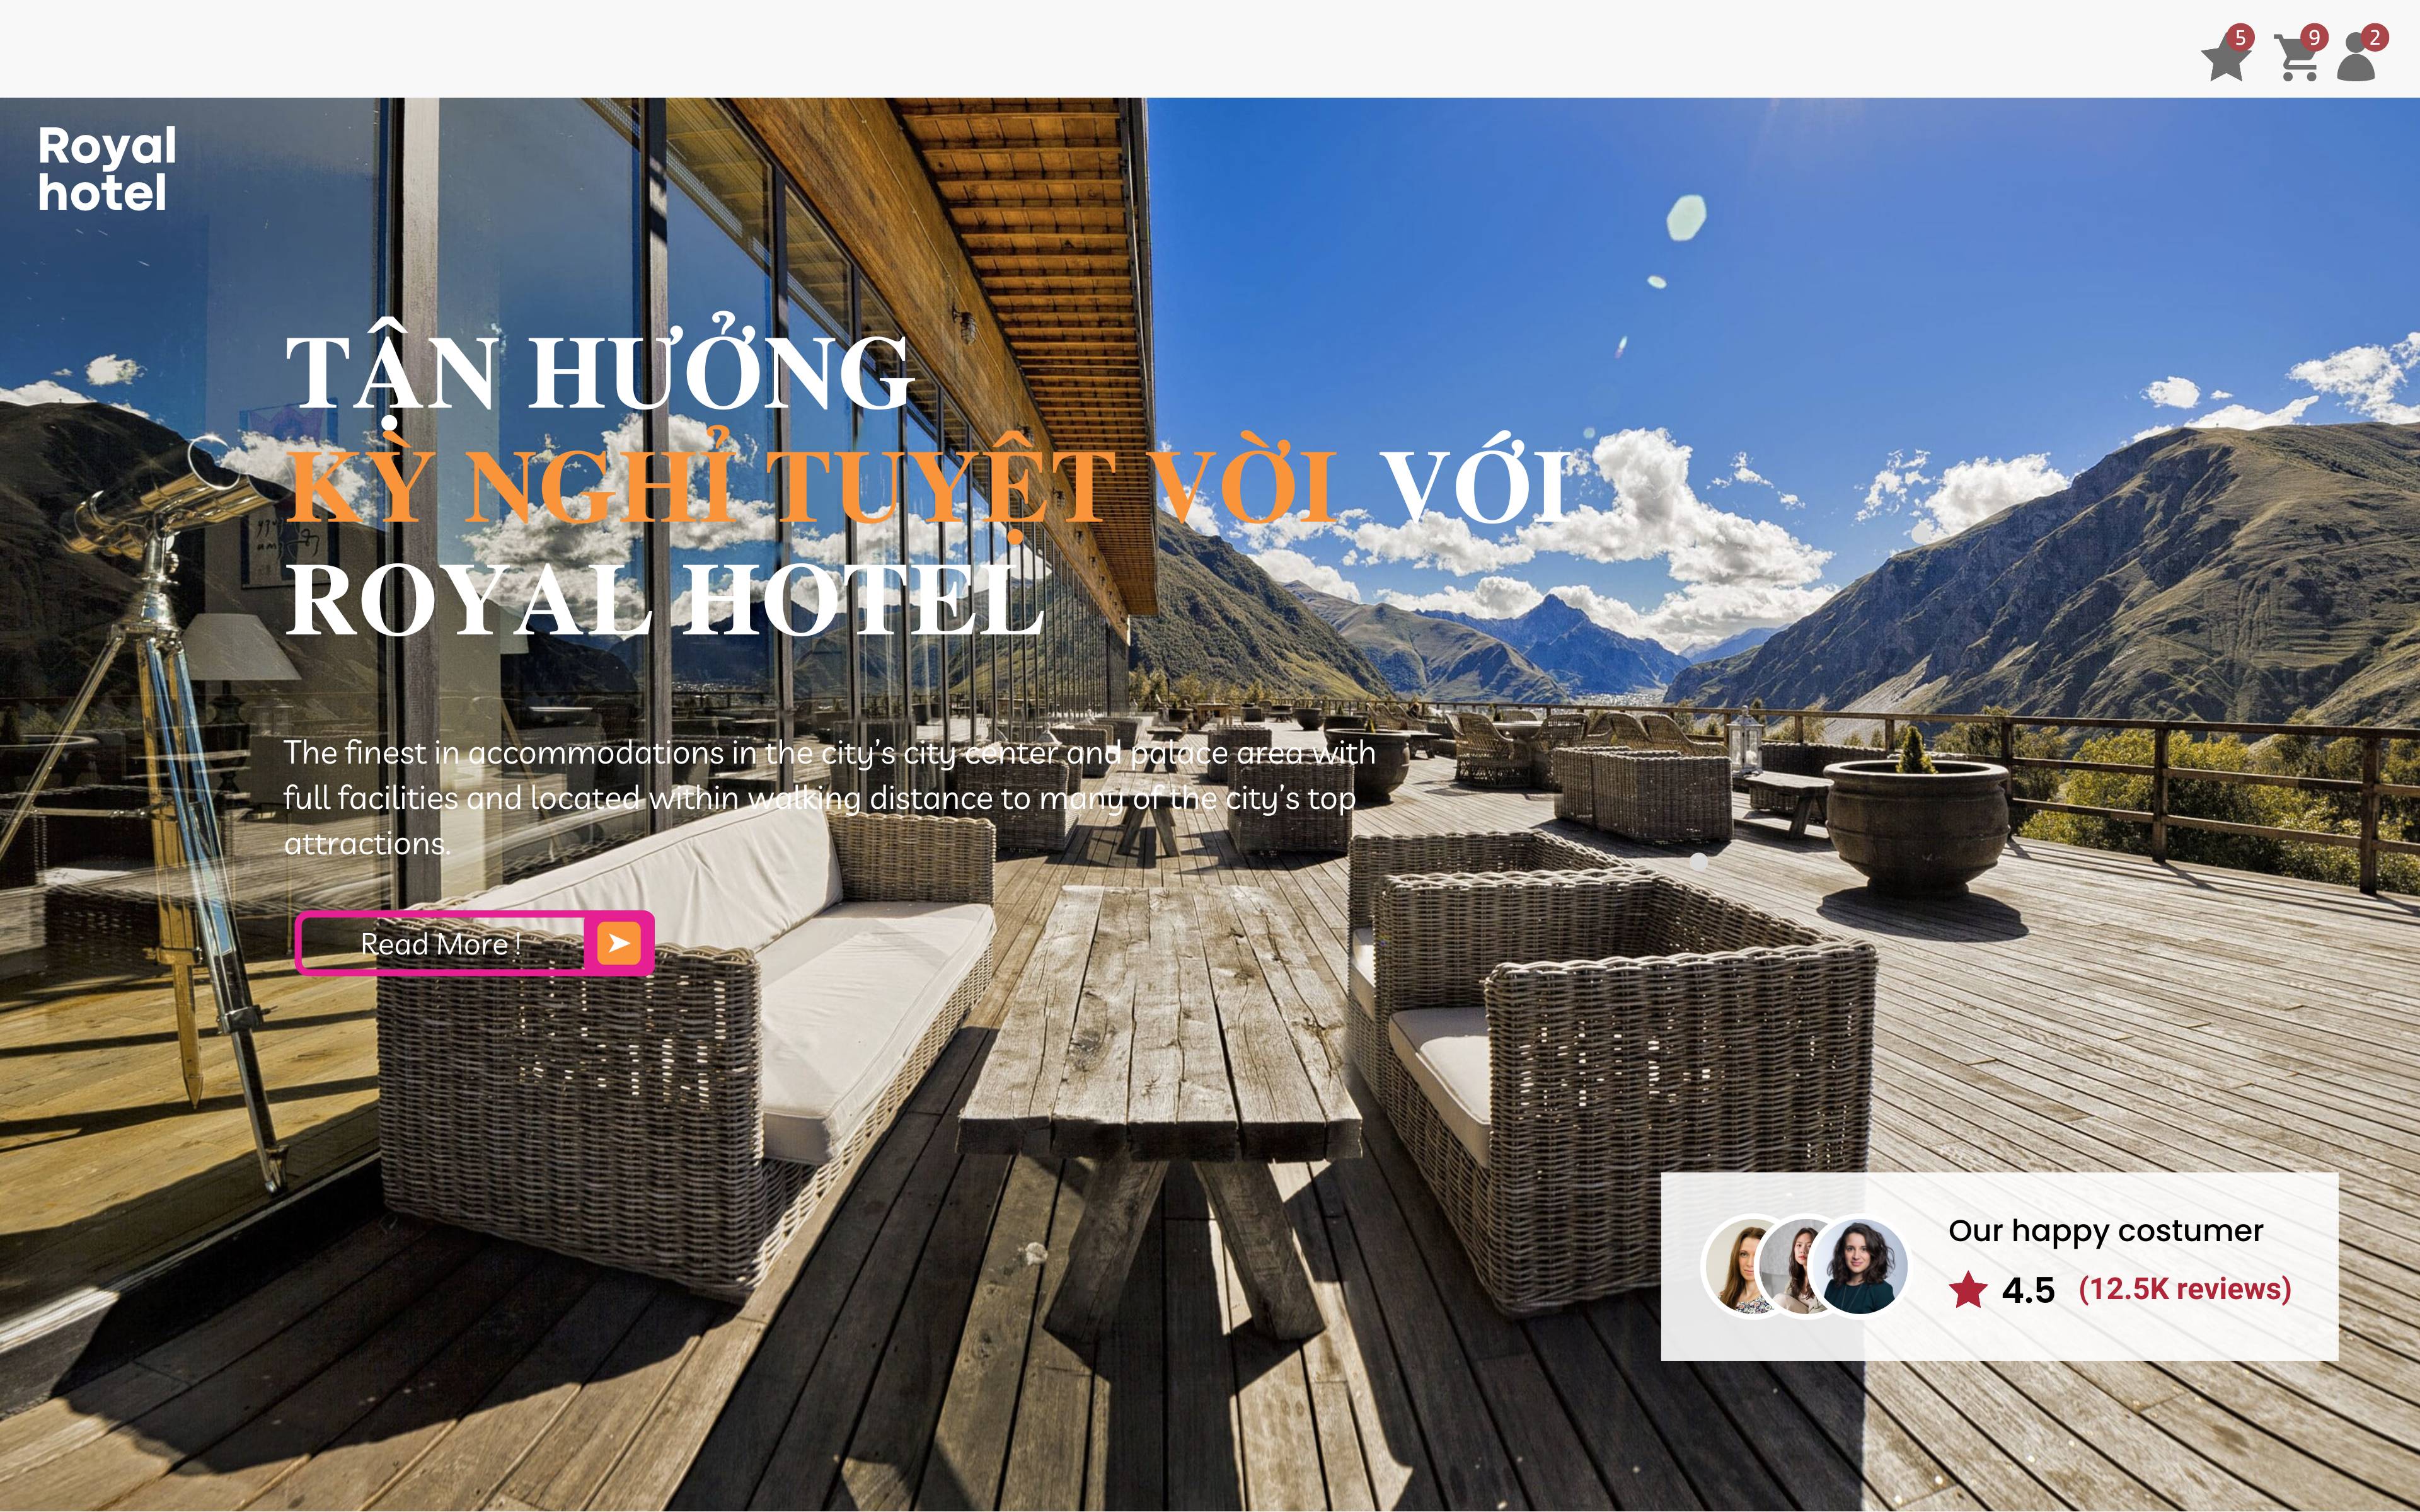 5 9 2
Royal
hotel
TẬN HƯỞNG
KỲ NGHỈ TUYỆT VỜI VỚI
ROYAL HOTEL
The finest in accommodations in the city’s city center and palace area with
full facilities and located within walking distance to many of the city’s top
attractions.
Read More !
Our happy costumer
4.5 (12.5K reviews)